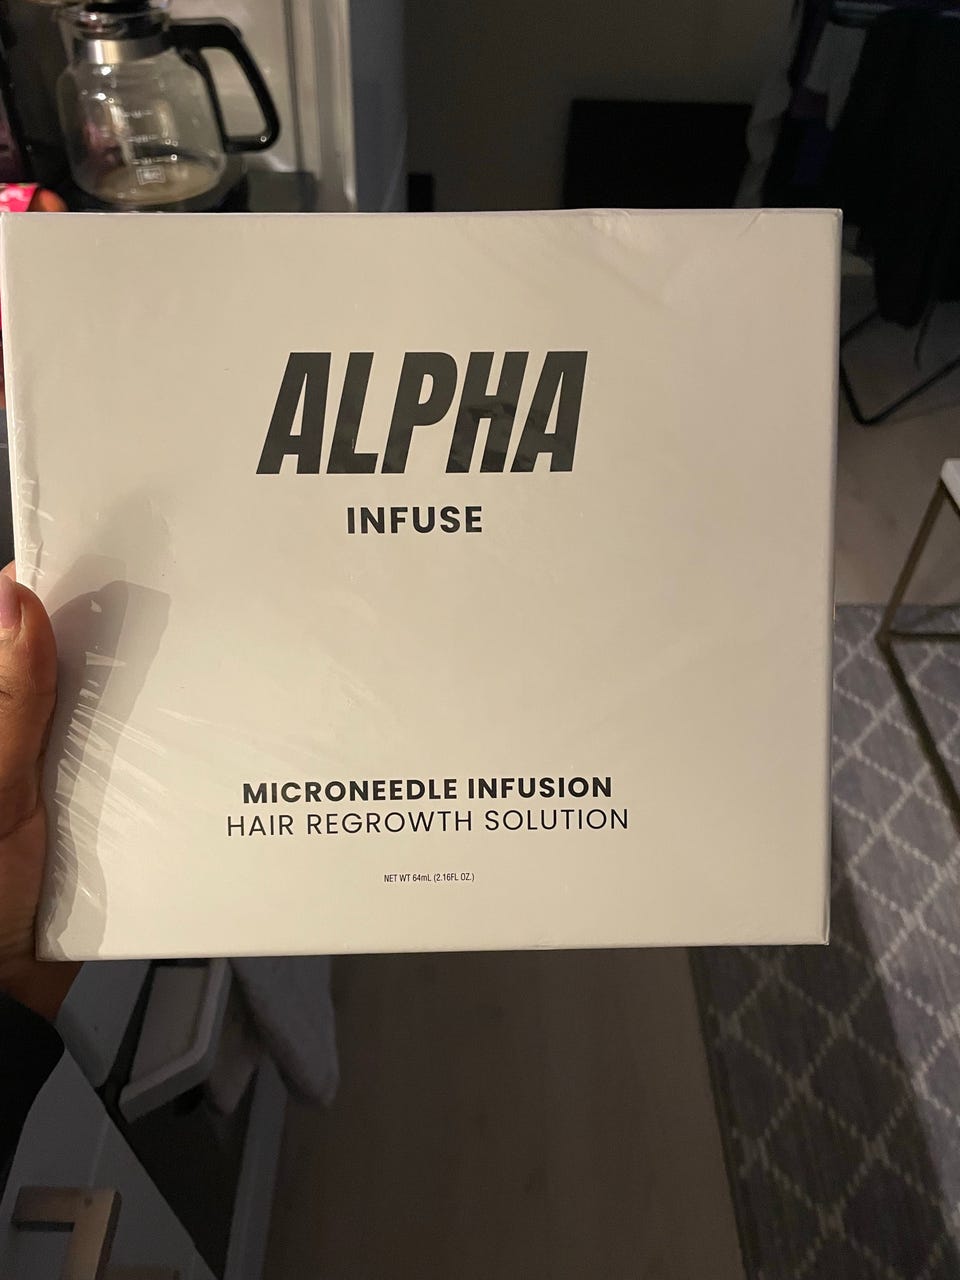 ALPHA
INFUSE
MICRONEEDLE INFUSION
HAIR REGROWTH SOLUTION
NET WT 64mL (2.16FL OZ.)